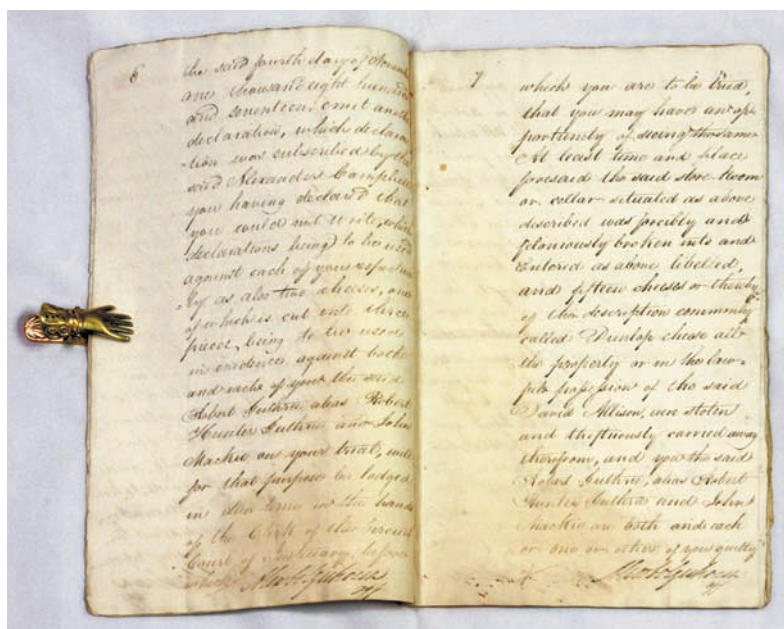 6
the said fourth day of
one thousand eight hundred
and seventeen emit another
declaration, which declara
-tion was subscribed by the
said Alexander Campbell
you having declared that
you could not write, which
declarations being to be used
against each of you respective
-ly as also two cheeses, one
of which is cut into three
pieces, being to be used
in evidence against both
and each of you the said
Robert Guthrie alias Robert
Hunter Guthrie and John
Mackie on your trial, will
for that purpose be lodged
in due time in the hands
of the Clerk of the Circuit
Court of Justiciary, before
which
7
which you are to be tried,
that you may have an op-
portunity of seeing the same
At least time and place
foresaid the said store Room
or cellar situated as above
described was forcibly and
feloniously broken into and
Entered as above libelled,
and fifteen cheeses or thereby
of the description commonly
called Dunlop cheese all
the property or in the law-
ful possession of the said
David Allison, were stolen
and theftuously carried away
therefrom, and you the said
Robert Guthrie, alias Robert
Hunter Guthrie and John
Mackie are both and each
or one or other of you guilty